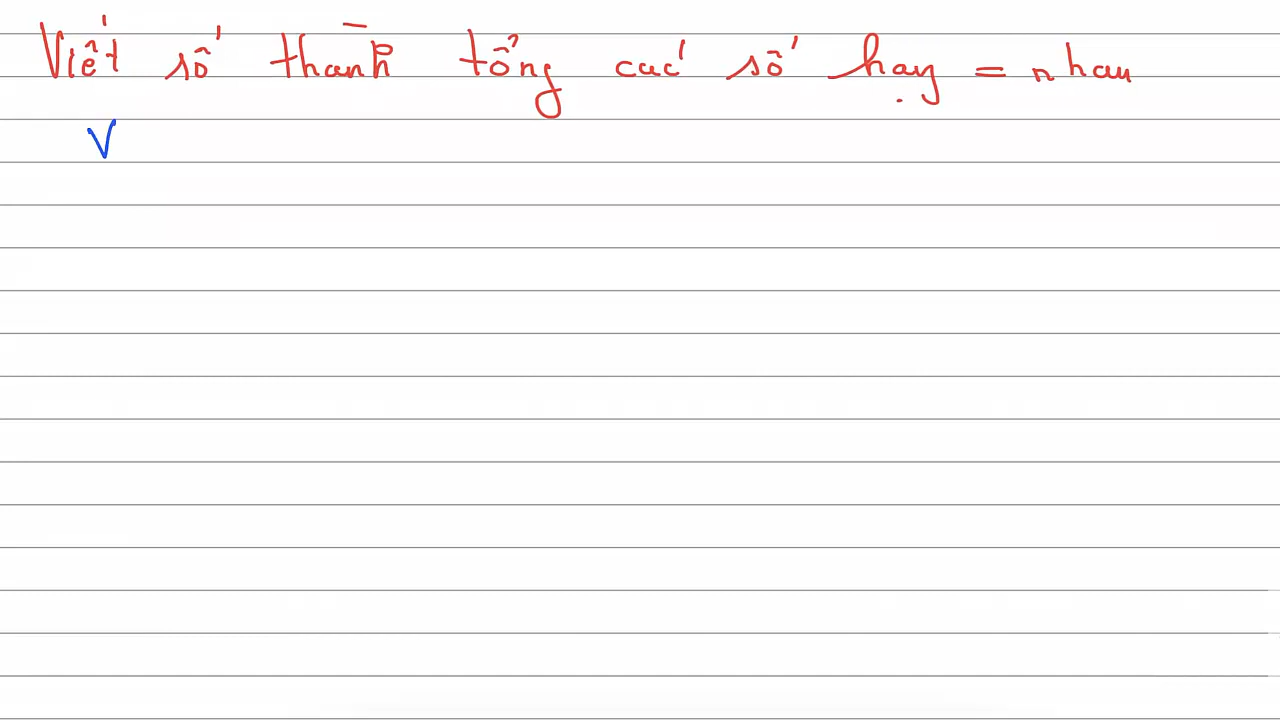 Viết số thành tổng các số hạng = nhau
V